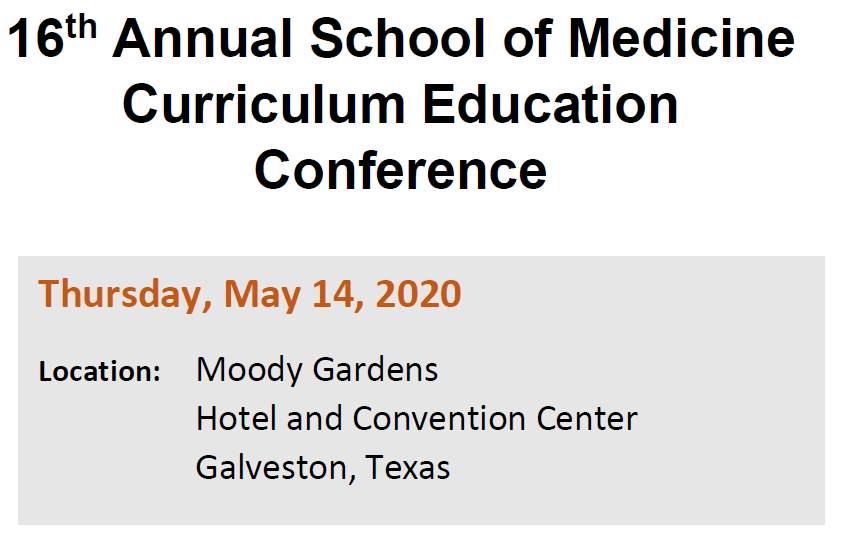 16th Annual School of Medicine
Curriculum Education
Conference
Thursday, May 14, 2020
Location: Moody Gardens
Hotel and Convention Center
Galveston, Texas